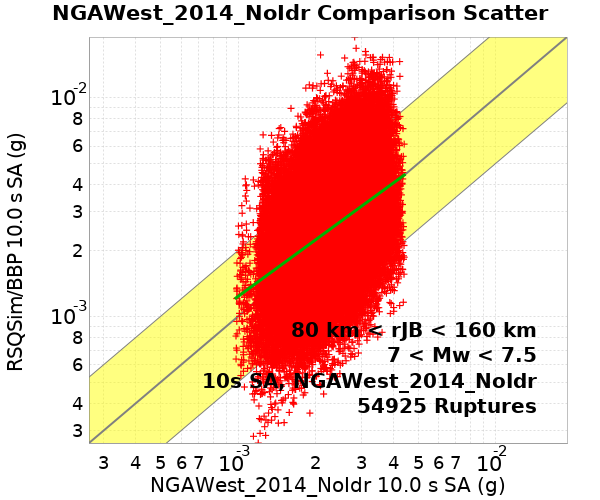 NGAWest_2014_NoIdr Comparison Scatter
RSQSim/BBP 10.0 s SA (g)
10-2
8
6
4
3
2
10-3
8
6
4
3
80 km < rJB < 160 km
7 < Mw < 7.5
10s SA, NGAWest_2014_NoIdr
54925 Ruptures
3 4 5 6 7 10-3 2 3 4 5 6 7 10-2
NGAWest_2014_NoIdr 10.0 s SA (g)